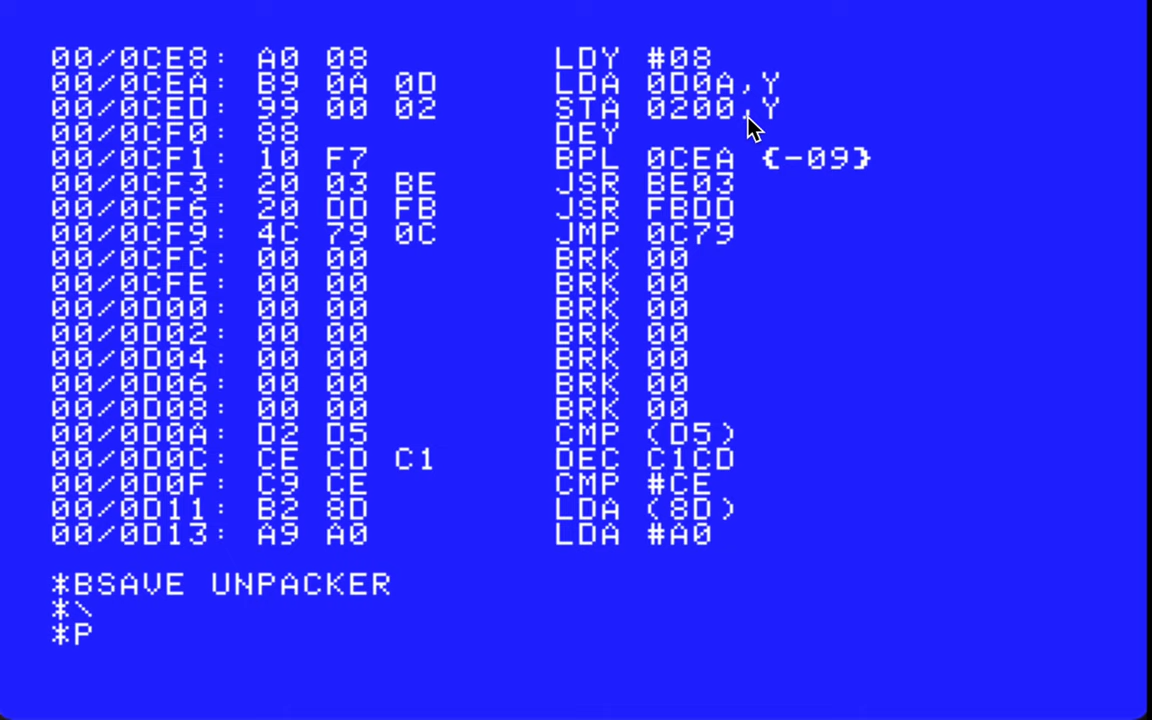 00/0CE8: A0 08 LDY #08
00/0CEA: B9 0A 0D LDA 0D0A,Y
00/0CED: 99 00 02 STA 0200,Y
00/0CF0: 88 DEY
00/0CF1: 10 F7 BPL 0CEA {-09}
00/0CF3: 20 03 BE JSR BE03
00/0CF6: 20 DD FB JSR FBDD
00/0CF9: 4C 79 0C JMP 0C79
00/0CFC: 00 00 BRK 00
00/0CFE: 00 00 BRK 00
00/0D00: 00 00 BRK 00
00/0D02: 00 00 BRK 00
00/0D04: 00 00 BRK 00
00/0D06: 00 00 BRK 00
00/0D08: 00 00 BRK 00
00/0D0A: D2 D5 CMP (D5)
00/0D0C: CE CD C1 DEC C1CD
00/0D0F: C9 CE CMP #CE
00/0D11: B2 8D LDA (8D)
00/0D13: A9 A0 LDA #A0
*BSAVE UNPACKER
*\
*P